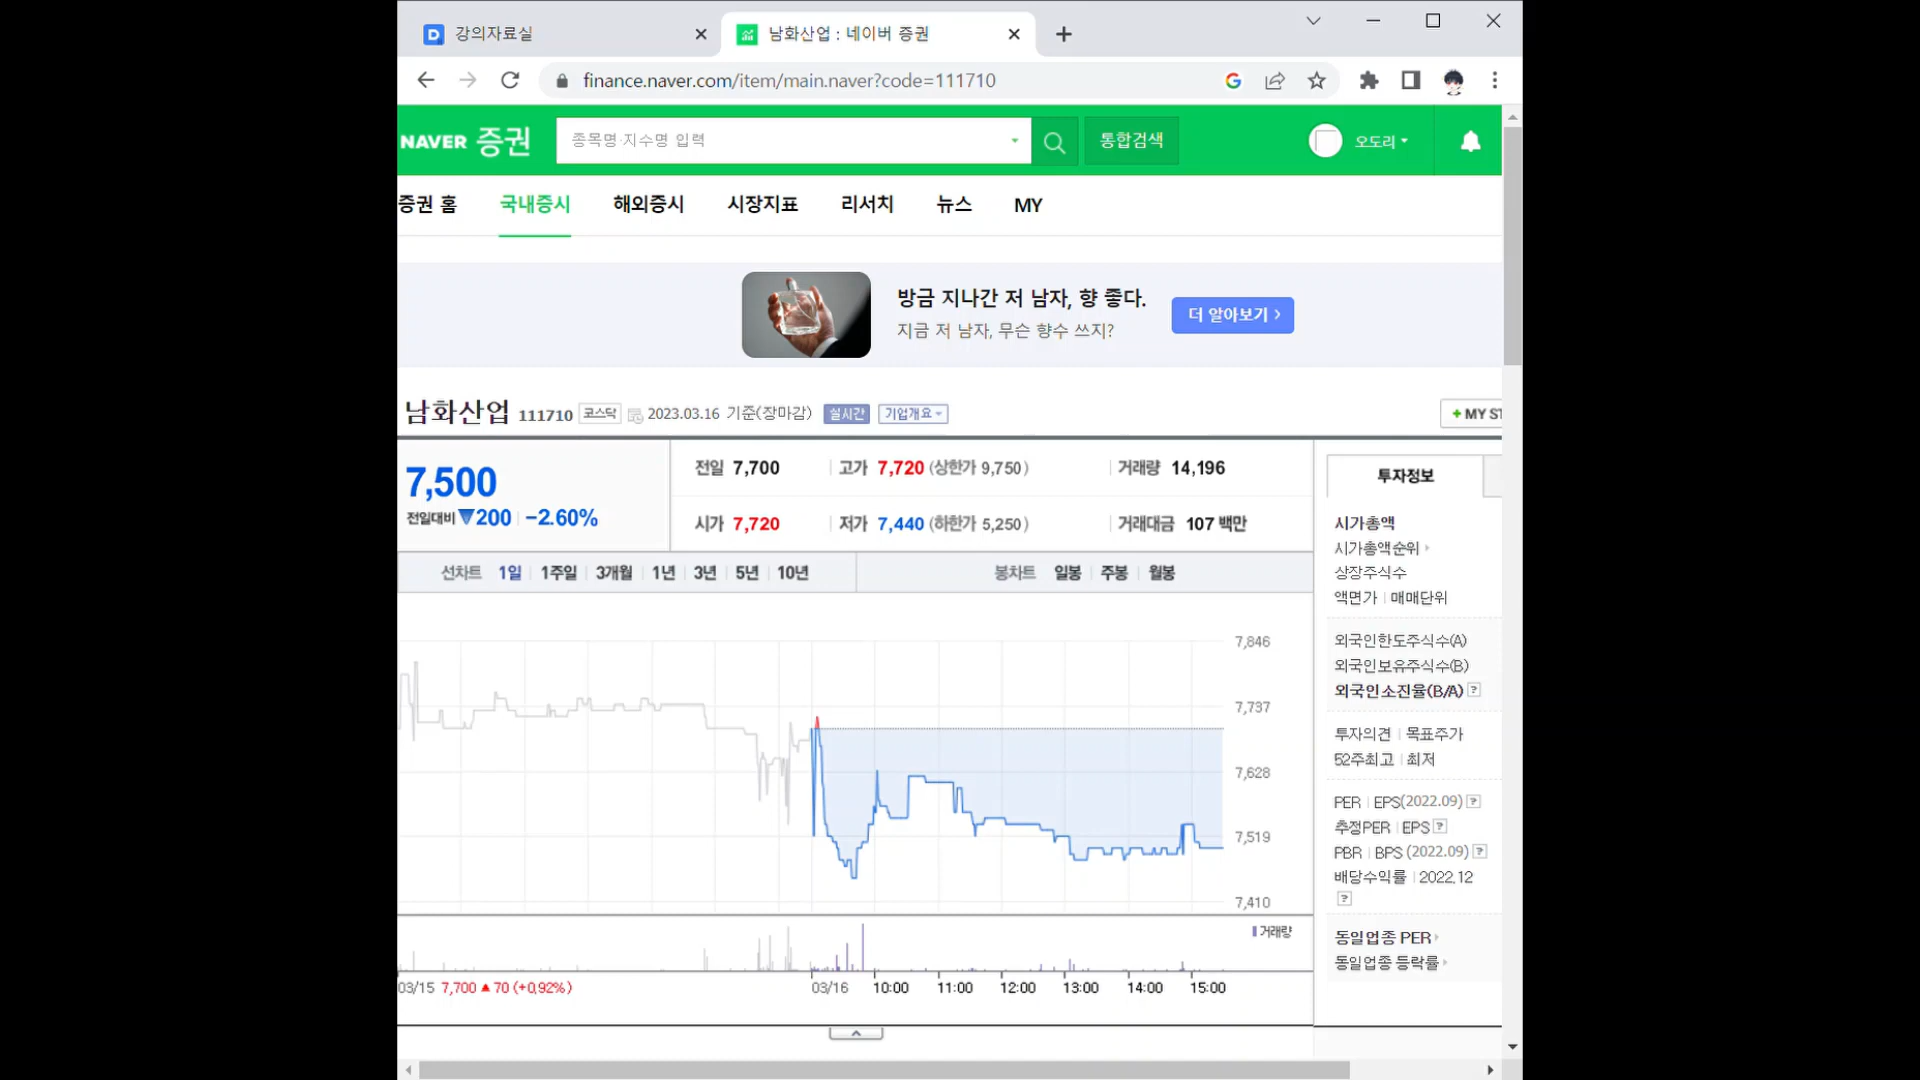 강의자료실
남화산업 : 네이버 증권
finance.naver.com/item/main.naver?code=111710
NAVER 증권
종목명·지수명 입력
통합검색
오도리
증권 홈
국내증시
해외증시
시장지표
리서치
뉴스
MY
방금 지나간 저 남자, 향 좋다.
지금 저 남자, 무슨 향수 쓰지?
더 알아보기 >
남화산업 111710 코스닥 2023.03.16 기준(장마감) 실시간 기업개요
+ MY ST
7,500
전일대비 ▼200 | -2.60%
전일 7,700 | 고가 7,720 (상한가 9,750) | 거래량 14,196
시가 7,720 | 저가 7,440 (하한가 5,250) | 거래대금 107 백만
선차트 1일 1주일 3개월 1년 3년 5년 10년
봉차트 일봉 주봉 월봉
7,846
7,737
7,628
7,519
7,410
거래량
03/15 7,700 ▲70 (+0.92%)
03/16 10:00 11:00 12:00 13:00 14:00 15:00
투자정보
시가총액
시가총액순위
상장주식수
액면가 | 매매단위
외국인한도주식수(A)
외국인보유주식수(B)
외국인소진율(B/A) ?
투자의견 | 목표주가
52주최고 | 최저
PER | EPS(2022.09) ?
추정PER | EPS ?
PBR | BPS (2022.09) ?
배당수익률 | 2022.12
?
동일업종 PER
동일업종 등락률